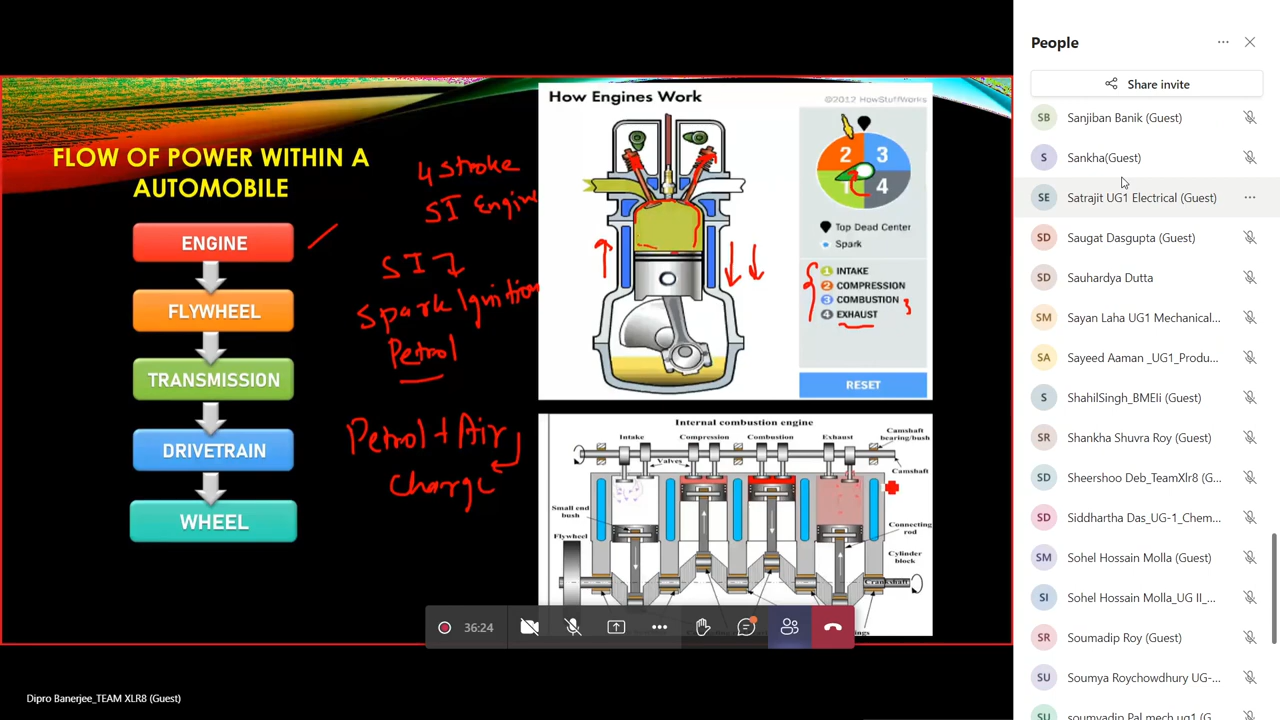 FLOW OF POWER WITHIN A
AUTOMOBILE
ENGINE
FLYWHEEL
TRANSMISSION
DRIVETRAIN
WHEEL
4 Stroke
SI Engine
SI
Spark Ignition
Petrol
Petrol + Air
Charge
How Engines Work
©2012 HowStuffWorks
2 3
1 4
Top Dead Center
Spark
1 INTAKE
2 COMPRESSION
3 COMBUSTION
4 EXHAUST
RESET
Internal combustion engine
Intake Compression Combustion Exhaust
Camshaft
bearing/bush
Valves
Camshaft
Small end
bush
Connecting
rod
Flywheel
Cylinder
block
Crankshaft
36:24
Dipro Banerjee_TEAM XLR8 (Guest)
People
Share invite
SB Sanjiban Banik (Guest)
S Sankha(Guest)
SE Satrajit UG1 Electrical (Guest)
SD Saugat Dasgupta (Guest)
SD Sauhardya Dutta
SM Sayan Laha UG1 Mechanical...
SA Sayeed Aaman _UG1_Produ...
S ShahilSingh_BMEIi (Guest)
SR Shankha Shuvra Roy (Guest)
SD Sheershoo Deb_TeamXlr8 (G...
SD Siddhartha Das_UG-1_Chem...
SM Sohel Hossain Molla (Guest)
SI Sohel Hossain Molla_UG II_...
SR Soumadip Roy (Guest)
SU Soumya Roychowdhury UG-...
SU soumyadip Pal mech ug1 (G...